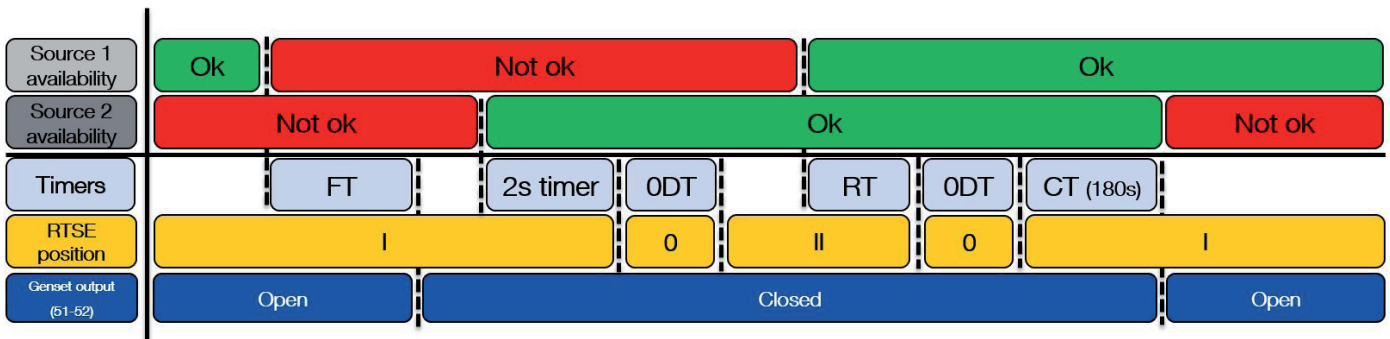 Source 1
availability
Ok
Not ok
Ok
Source 2
availability
Not ok
Ok
Not ok
Timers
FT
2s timer
0DT
RT
0DT
CT (180s)
RTSE
position
I
0
II
0
I
Genset output
(51-52)
Open
Closed
Open